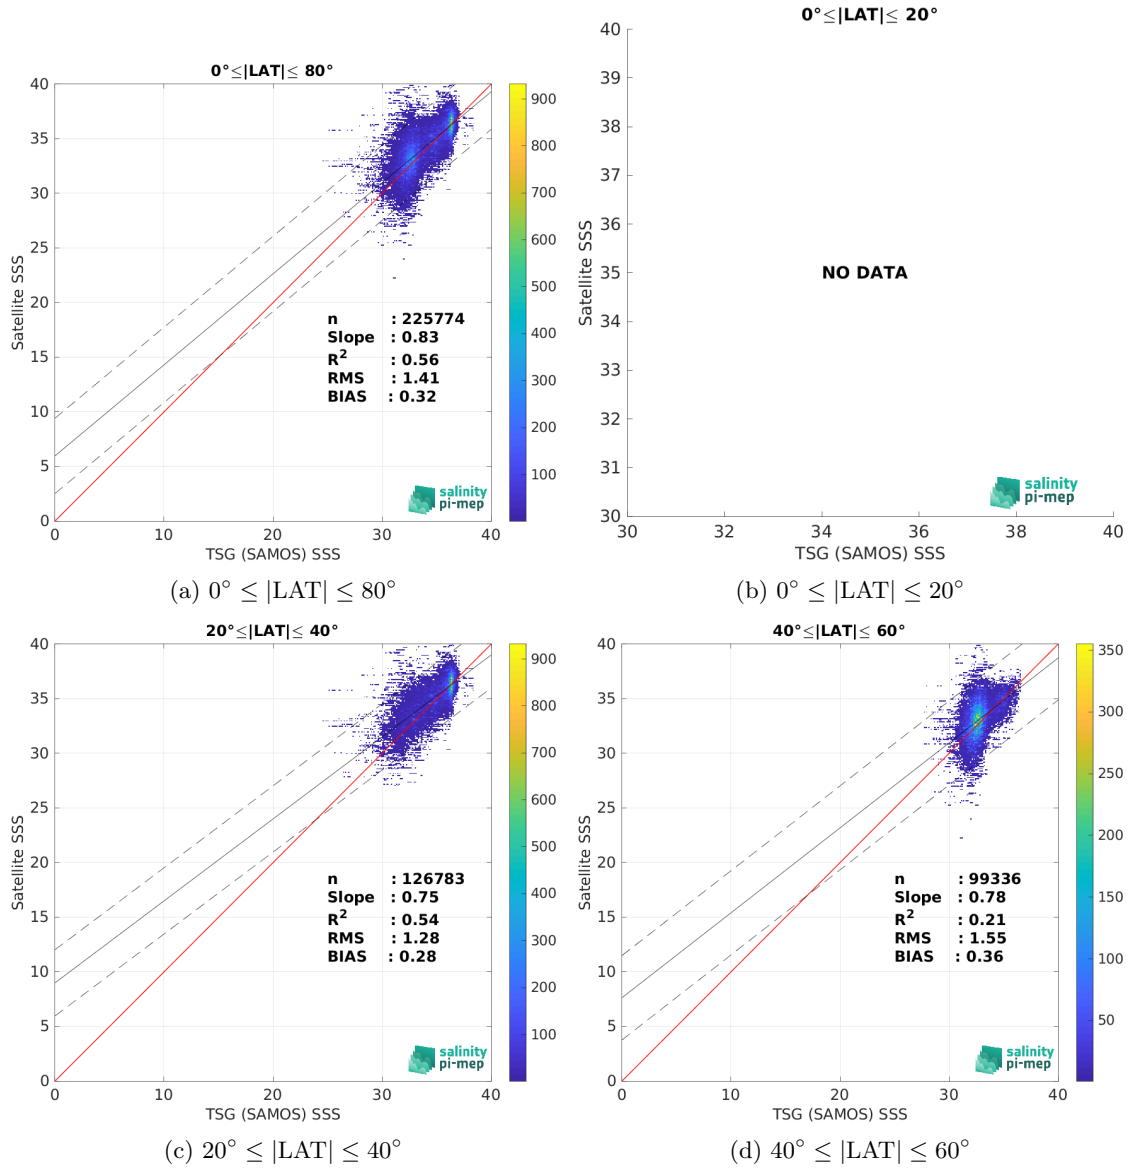 0°≤|LAT|≤ 80°
40
35
30
25
20
15
10
5
0
Satellite SSS
0
10
20
30
40
TSG (SAMOS) SSS
n : 225774
Slope : 0.83
R² : 0.56
RMS : 1.41
BIAS : 0.32
salinity
pi-mep
900
800
700
600
500
400
300
200
100
(a) 0° ≤ |LAT| ≤ 80°
0°≤|LAT|≤ 20°
40
39
38
37
36
35
34
33
32
31
30
Satellite SSS
NO DATA
salinity
pi-mep
30
32
34
36
38
40
TSG (SAMOS) SSS
(b) 0° ≤ |LAT| ≤ 20°
20°≤|LAT|≤ 40°
40
35
30
25
20
15
10
5
0
Satellite SSS
0
10
20
30
40
TSG (SAMOS) SSS
n : 126783
Slope : 0.75
R² : 0.54
RMS : 1.28
BIAS : 0.28
salinity
pi-mep
900
800
700
600
500
400
300
200
100
(c) 20° ≤ |LAT| ≤ 40°
40°≤|LAT|≤ 60°
40
35
30
25
20
15
10
5
0
Satellite SSS
0
10
20
30
40
TSG (SAMOS) SSS
n : 99336
Slope : 0.78
R² : 0.21
RMS : 1.55
BIAS : 0.36
salinity
pi-mep
350
300
250
200
150
100
50
(d) 40° ≤ |LAT| ≤ 60°